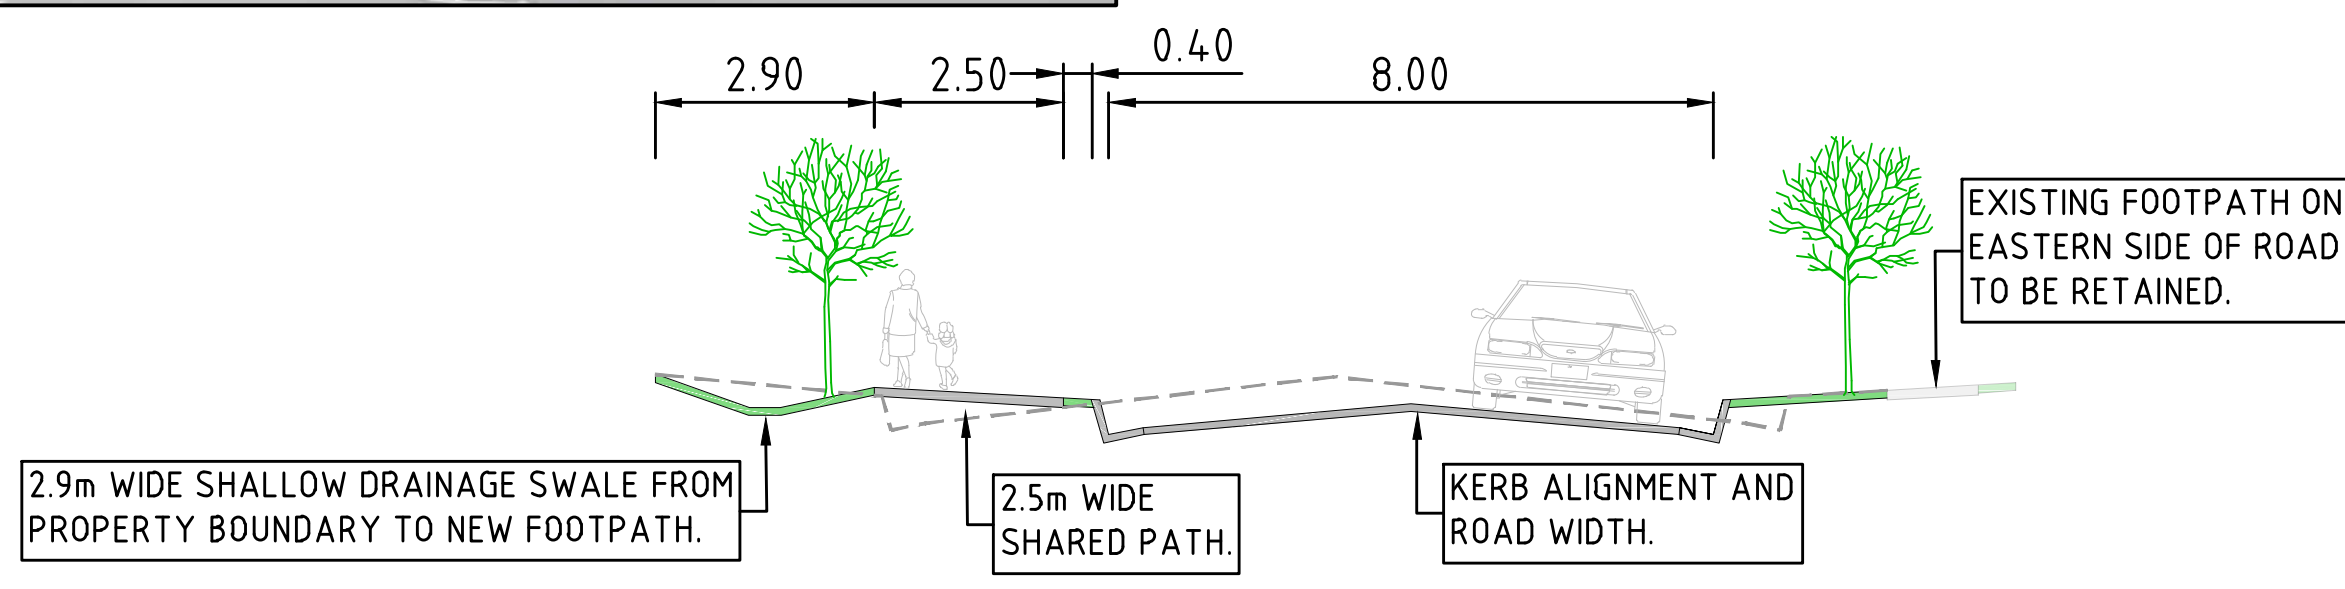 0.40
2.90
2.50
8.00
EXISTING FOOTPATH ON
EASTERN SIDE OF ROAD
TO BE RETAINED.
2.9m WIDE SHALLOW DRAINAGE SWALE FROM
PROPERTY BOUNDARY TO NEW FOOTPATH.
2.5m WIDE
SHARED PATH.
KERB ALIGNMENT AND
ROAD WIDTH.